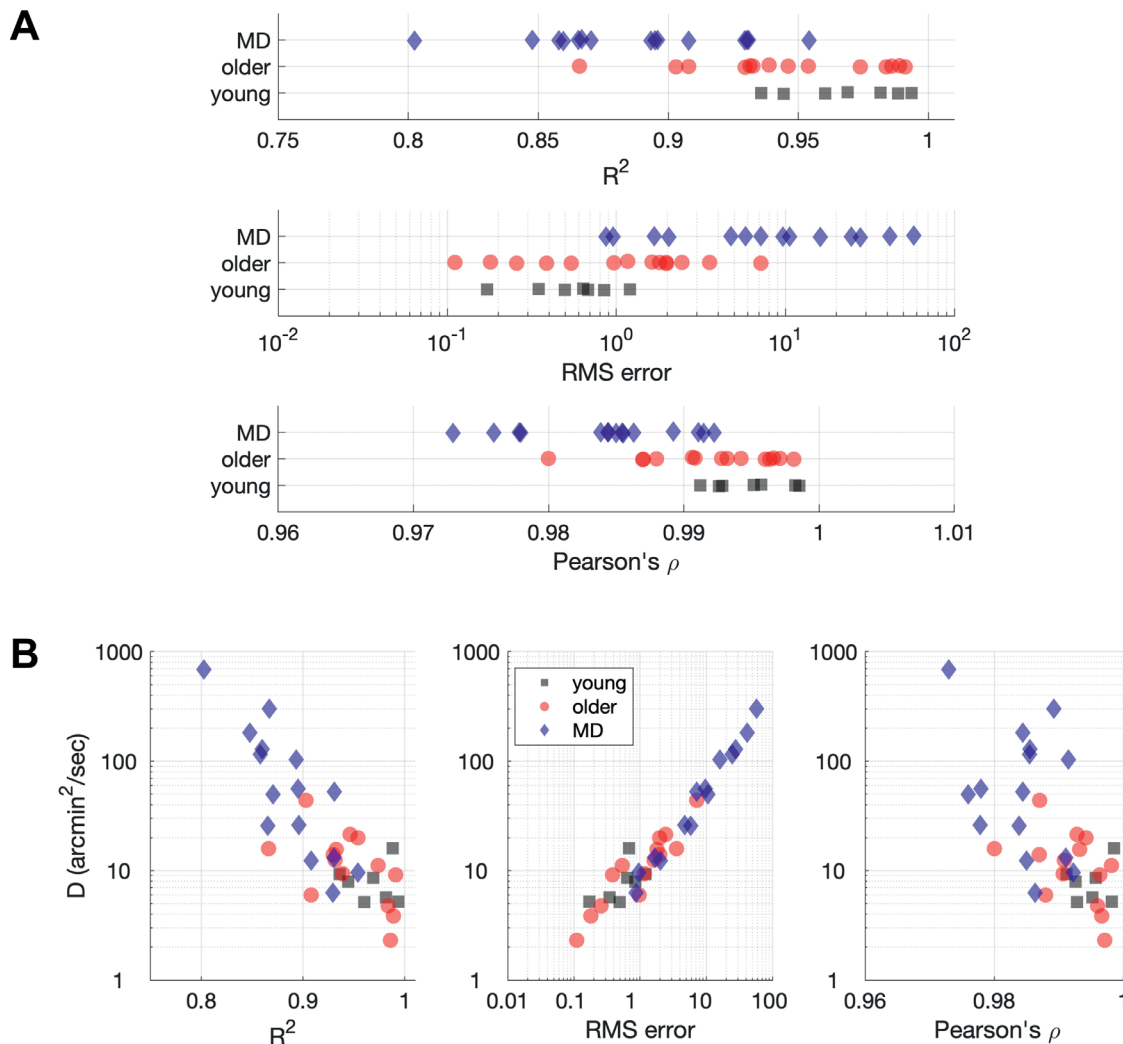 A
MD
older
young
0.75 0.8 0.85 0.9 0.95 1
R²
MD
older
young
10⁻² 10⁻¹ 10⁰ 10¹ 10²
RMS error
MD
older
young
0.96 0.97 0.98 0.99 1 1.01
Pearson's ρ
B
D (arcmin²/sec)
1000
100
10
1
0.8 0.9 1
R²
1000
100
10
1
young
older
MD
0.01 0.1 1 10 100
RMS error
1000
100
10
1
0.96 0.98 1
Pearson's ρ